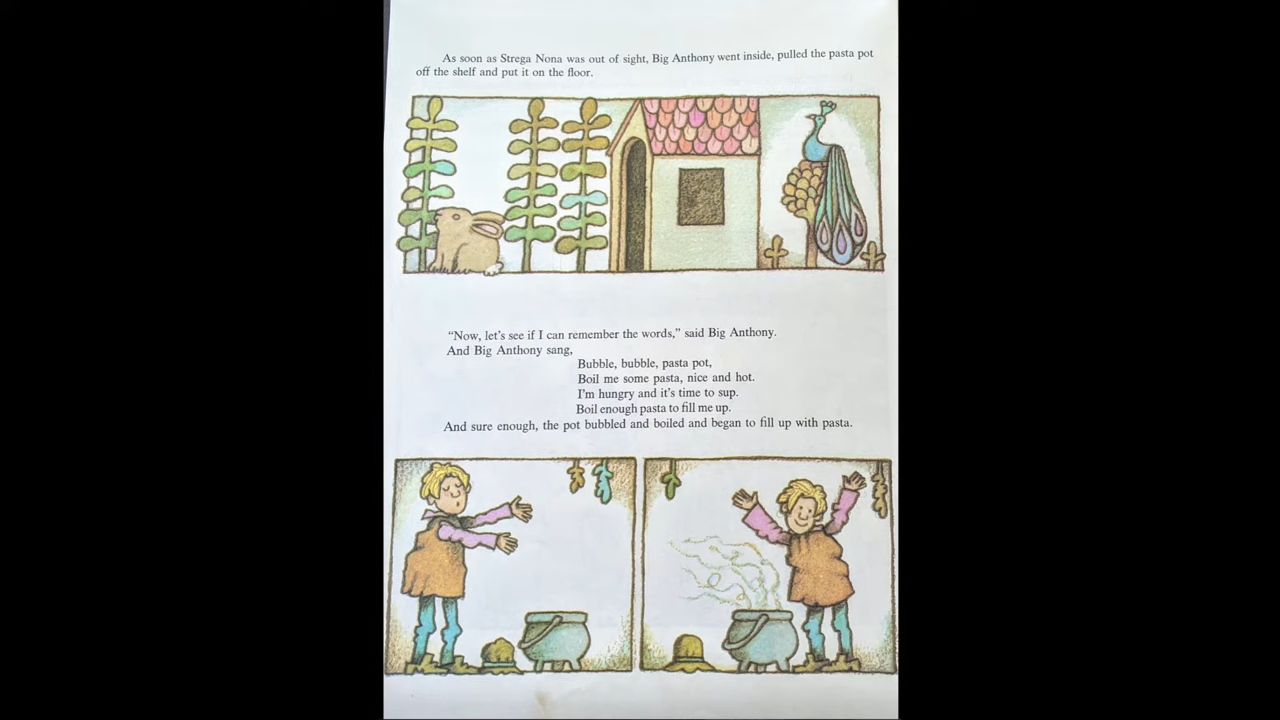 As soon as Strega Nona was out of sight, Big Anthony went inside, pulled the pasta pot
off the shelf and put it on the floor.
“Now, let’s see if I can remember the words,” said Big Anthony.
And Big Anthony sang,
Bubble, bubble, pasta pot,
Boil me some pasta, nice and hot.
I’m hungry and it’s time to sup.
Boil enough pasta to fill me up.
And sure enough, the pot bubbled and boiled and began to fill up with pasta.